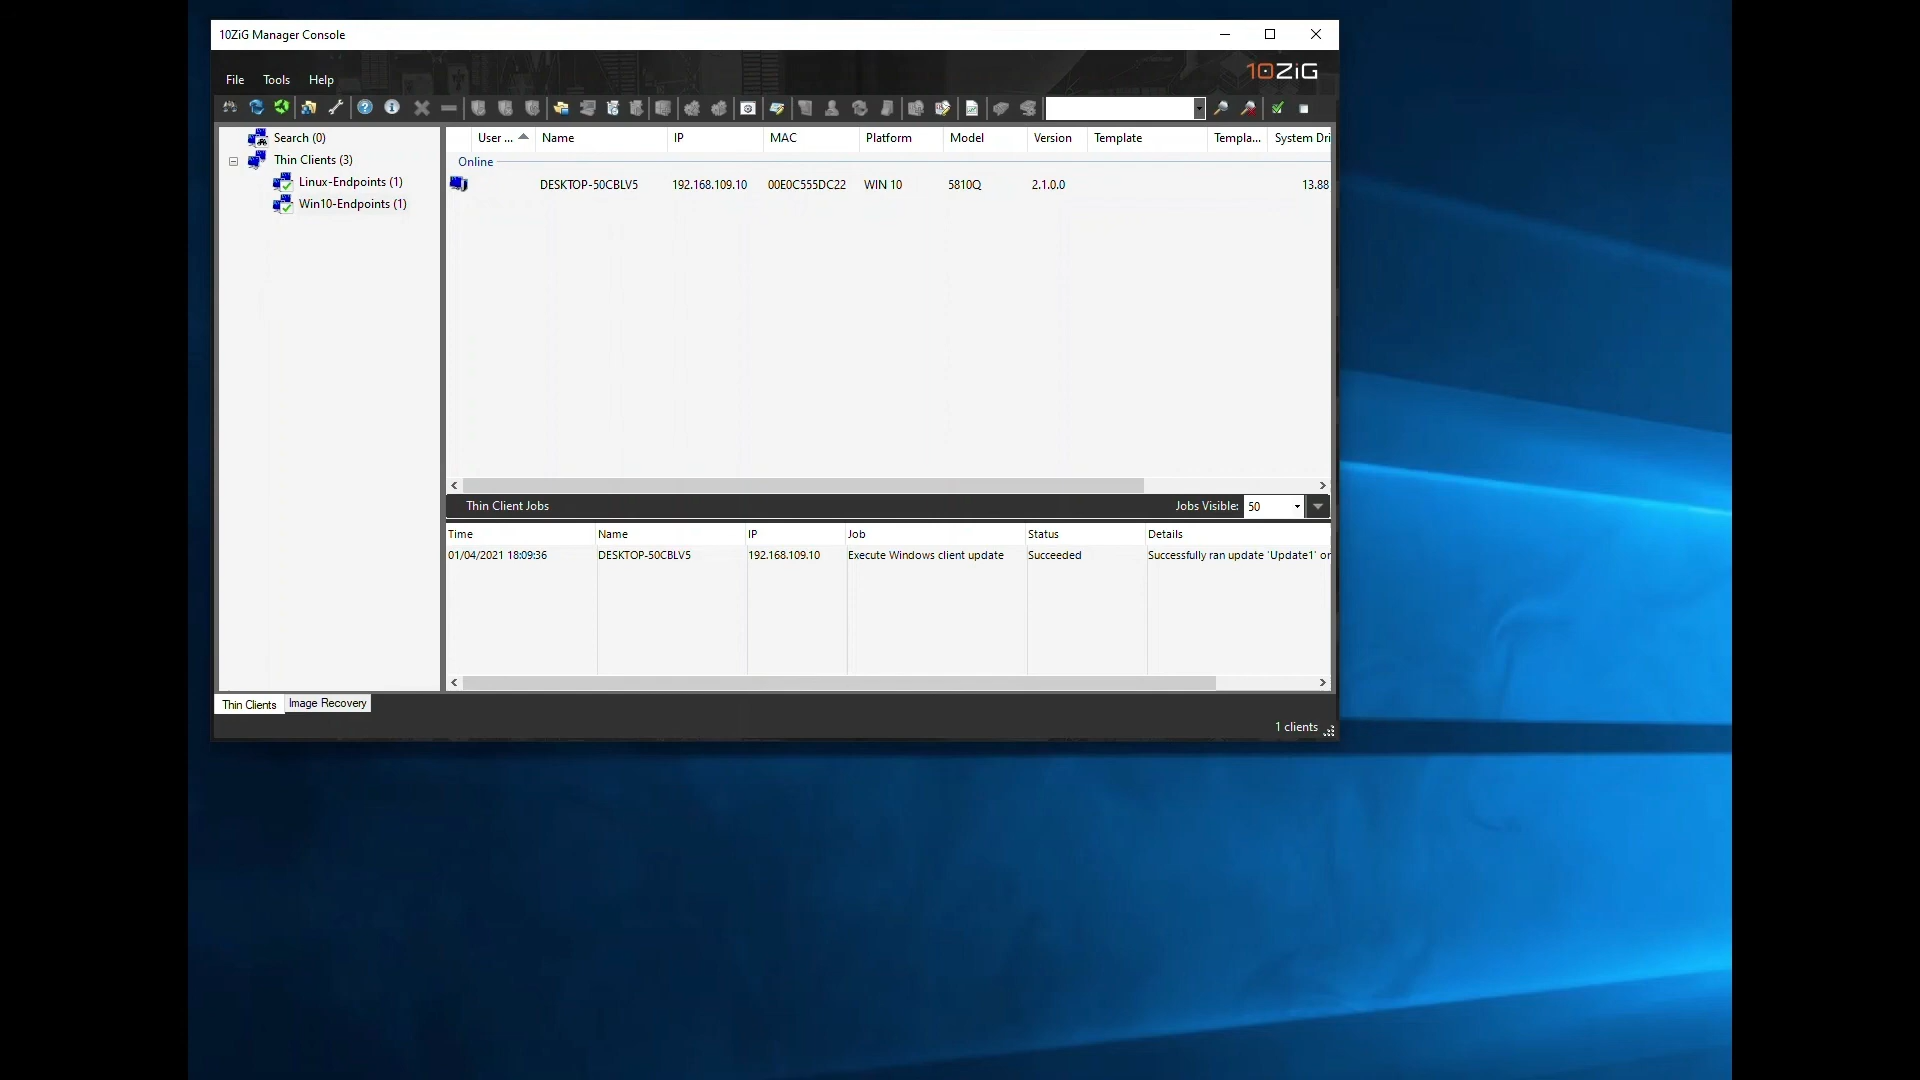 10ZiG Manager Console
10ZiG
File Tools Help
Search (0)
Thin Clients (3)
Linux-Endpoints (1)
Win10-Endpoints (1)
User ... Name IP MAC Platform Model Version Template Templa... System Dri
Online
DESKTOP-50CBLV5 192.168.109.10 00E0C555DC22 WIN 10 5810Q 2.1.0.0 13.88
Thin Client Jobs Jobs Visible: 50
Time Name IP Job Status Details
01/04/2021 18:09:36 DESKTOP-50CBLV5 192.168.109.10 Execute Windows client update Succeeded Successfully ran update 'Update1' or
Thin Clients Image Recovery
1 clients